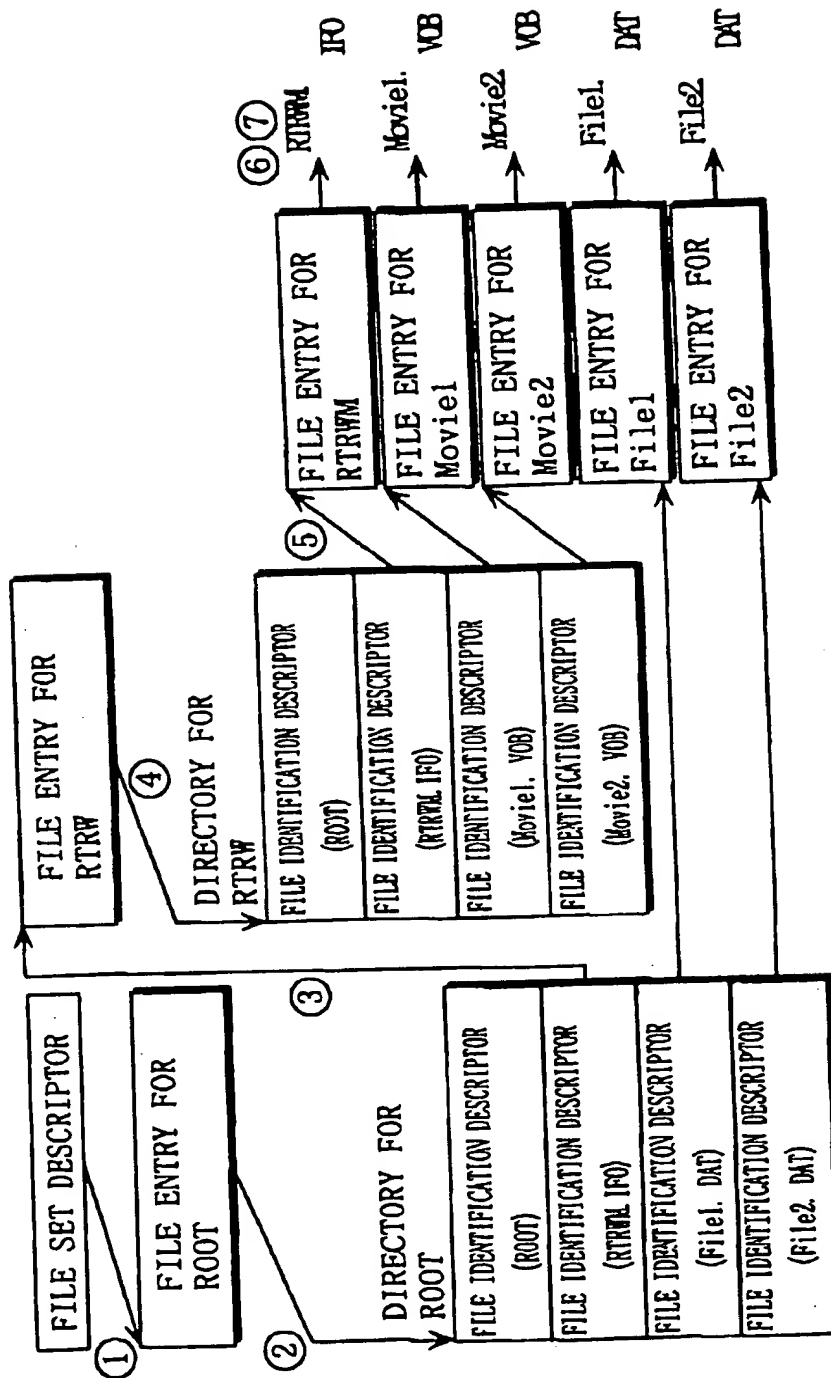 ①
FILE SET DESCRIPTOR
FILE ENTRY FOR
ROOT
②
DIRECTORY FOR
ROOT
FILE IDENTIFICATION DESCRIPTOR
(ROOT)
FILE IDENTIFICATION DESCRIPTOR
(RTRWM. IFO)
FILE IDENTIFICATION DESCRIPTOR
(File1. DAT)
FILE IDENTIFICATION DESCRIPTOR
(File2. DAT)
③
FILE ENTRY FOR
RTRW
④
DIRECTORY FOR
RTRW
FILE IDENTIFICATION DESCRIPTOR
(ROOT)
FILE IDENTIFICATION DESCRIPTOR
(RTRWM. IFO)
FILE IDENTIFICATION DESCRIPTOR
(Movie1. VOB)
FILE IDENTIFICATION DESCRIPTOR
(Movie2. VOB)
⑤
FILE ENTRY FOR
RTRWM
FILE ENTRY FOR
Movie1
FILE ENTRY FOR
Movie2
FILE ENTRY FOR
File1
FILE ENTRY FOR
File2
⑥⑦
RTRWM
IFO
Movie1.
VOB
Movie2.
VOB
File1.
DAT
File2.
DAT